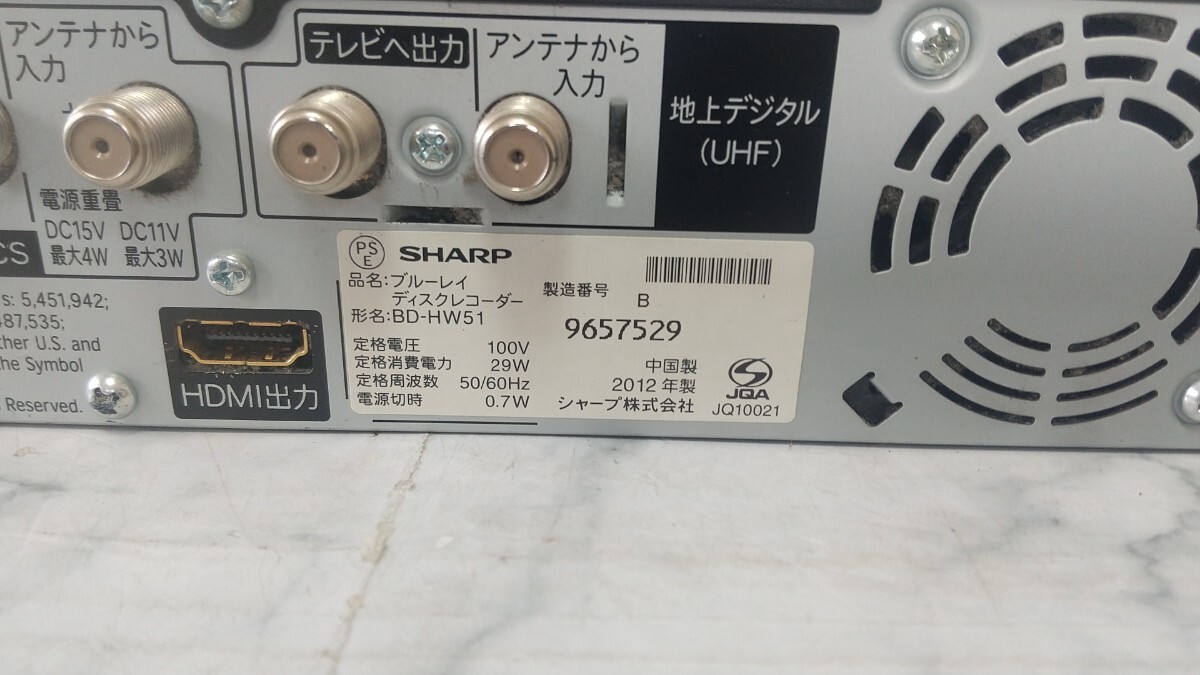 アンテナから
入力
電源重畳
DC15V DC11V
最大4W 最大3W
CS
テレビへ出力
アンテナから
入力
地上デジタル
(UHF)
s: 5,451,942;
487,535;
ther U.S. and
the Symbol
s Reserved.
HDMI出力
PS
E
SHARP
品名:ブルーレイ
ディスクレコーダー
形名:BD-HW51
製造番号 B
9657529
定格電圧 100V
定格消費電力 29W
定格周波数 50/60Hz
電源切時 0.7W
中国製
2012年製
シャープ株式会社
JQA
JQ10021